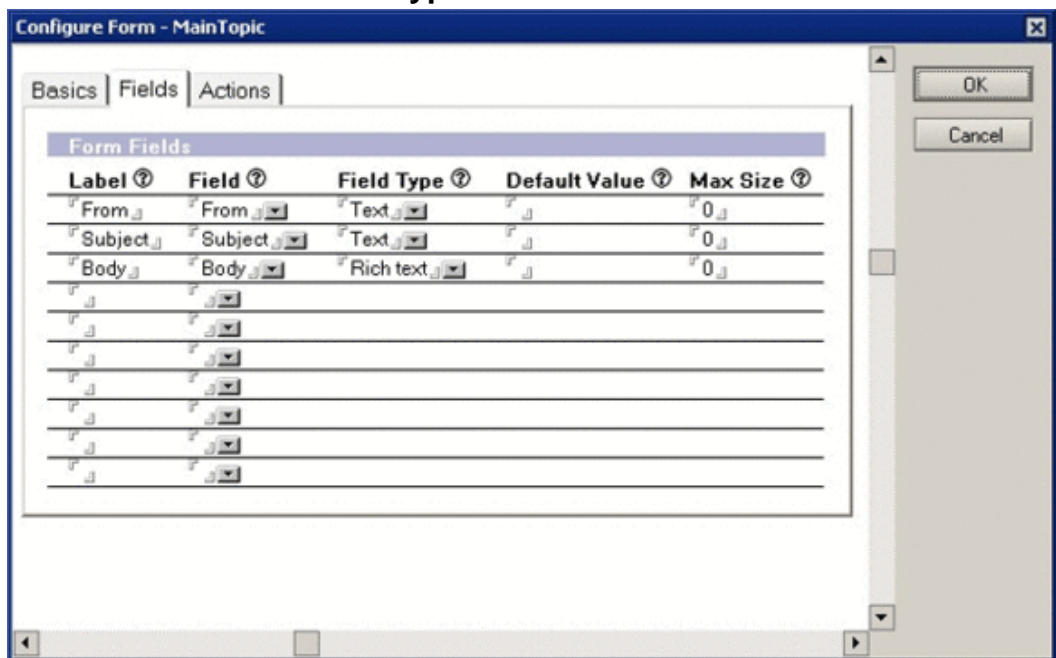 Configure Form - MainTopic
OK
Cancel
Basics Fields Actions
Form Fields
Label ? Field ? Field Type ? Default Value ? Max Size ?
From From Text 0
Subject Subject Text 0
Body Body Rich text 0